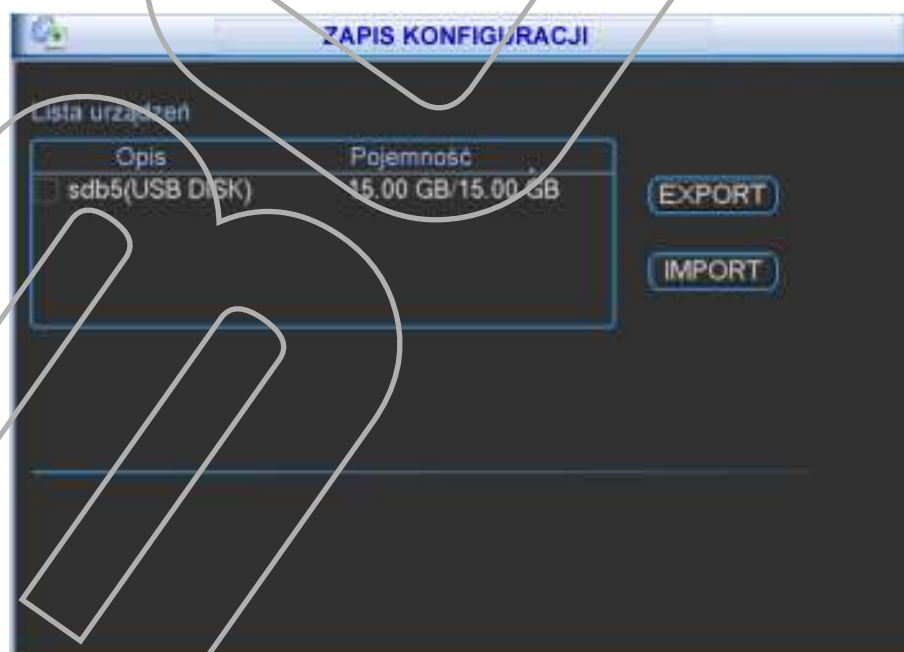 ZAPIS KONFIGURACJI
Lista urządzeń
Opis Pojemność
sdb5(USB DISK) 15.00 GB/15.00 GB
EXPORT
IMPORT